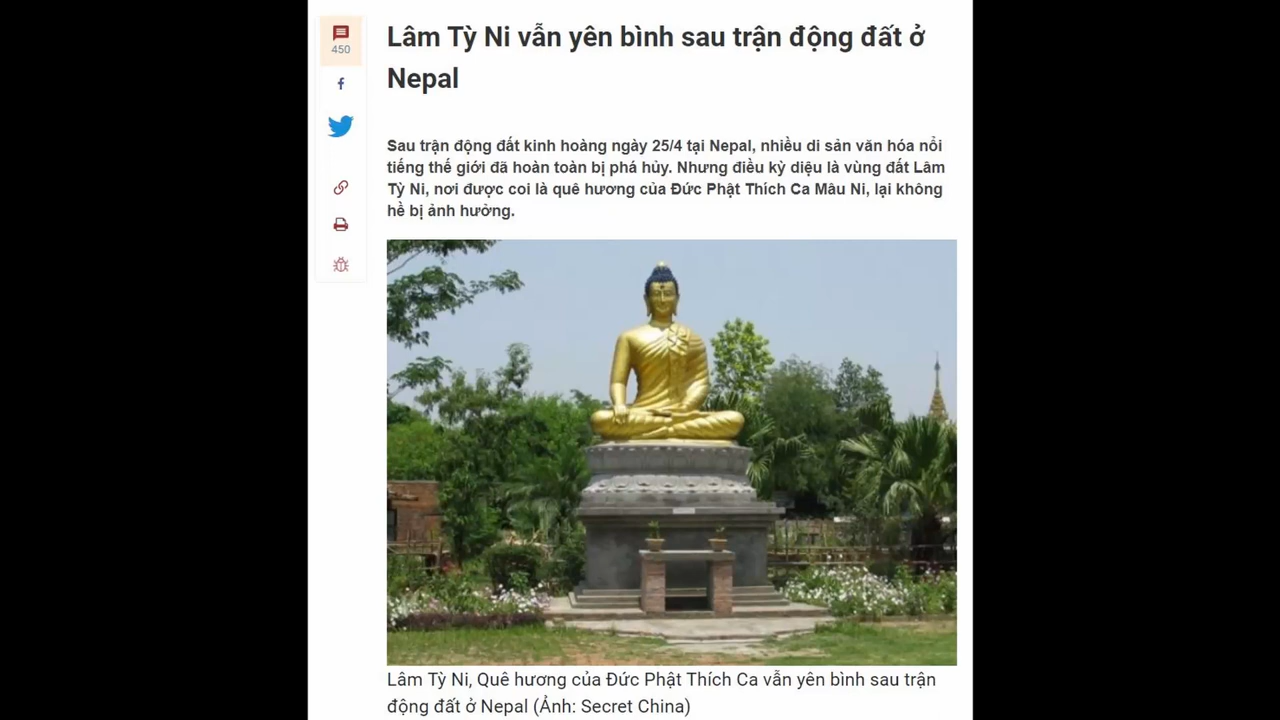 450
Lâm Tỳ Ni vẫn yên bình sau trận động đất ở
Nepal
Sau trận động đất kinh hoàng ngày 25/4 tại Nepal, nhiều di sản văn hóa nổi
tiếng thế giới đã hoàn toàn bị phá hủy. Nhưng điều kỳ diệu là vùng đất Lâm
Tỳ Ni, nơi được coi là quê hương của Đức Phật Thích Ca Mâu Ni, lại không
hề bị ảnh hưởng.
Lâm Tỳ Ni, Quê hương của Đức Phật Thích Ca vẫn yên bình sau trận
động đất ở Nepal (Ảnh: Secret China)